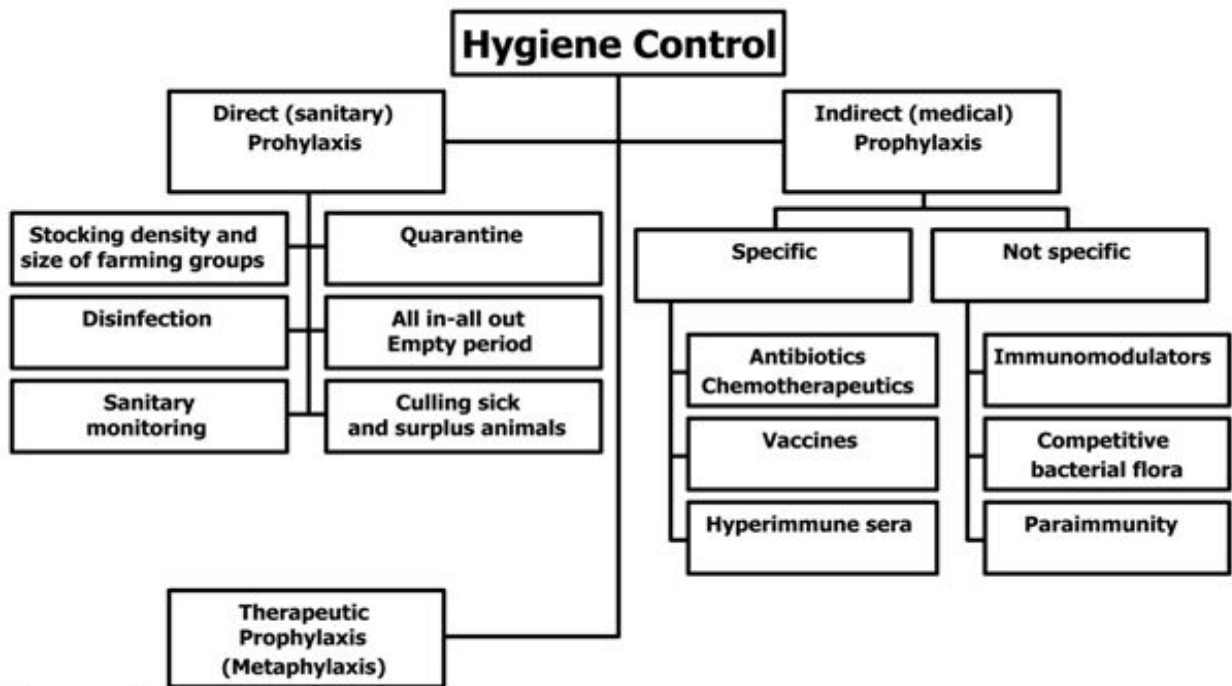 Hygiene Control
Direct (sanitary)
Prohylaxis
Indirect (medical)
Prophylaxis
Stocking density and
size of farming groups
Quarantine
Disinfection
All in-all out
Empty period
Sanitary
monitoring
Culling sick
and surplus animals
Specific
Not specific
Antibiotics
Chemotherapeutics
Vaccines
Hyperimmune sera
Immunomodulators
Competitive
bacterial flora
Paraimmunity
Therapeutic
Prophylaxis
(Metaphylaxis)